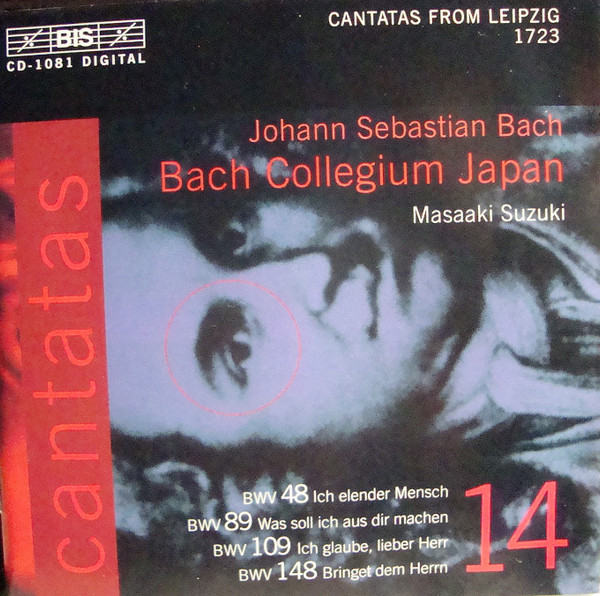 BIS
CD-1081 DIGITAL
CANTATAS FROM LEIPZIG
1723
Johann Sebastian Bach
Bach Collegium Japan
Masaaki Suzuki
cantatas
BWV 48 Ich elender Mensch
BWV 89 Was soll ich aus dir machen
BWV 109 Ich glaube, lieber Herr
BWV 148 Bringet dem Herrn
14